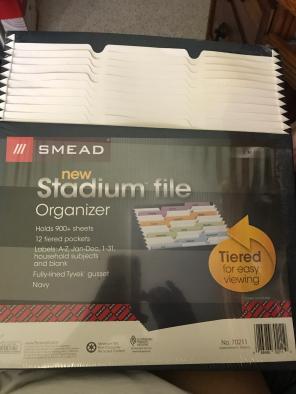 SMEAD
new
Stadium file
Organizer
Holds 900+ sheets
12 tiered pockets
Labels: A-Z, Jan-Dec, 1-31,
household subjects
and blank
Fully-lined Tyvek gusset
Navy
Tiered
for easy
viewing
No. 70211